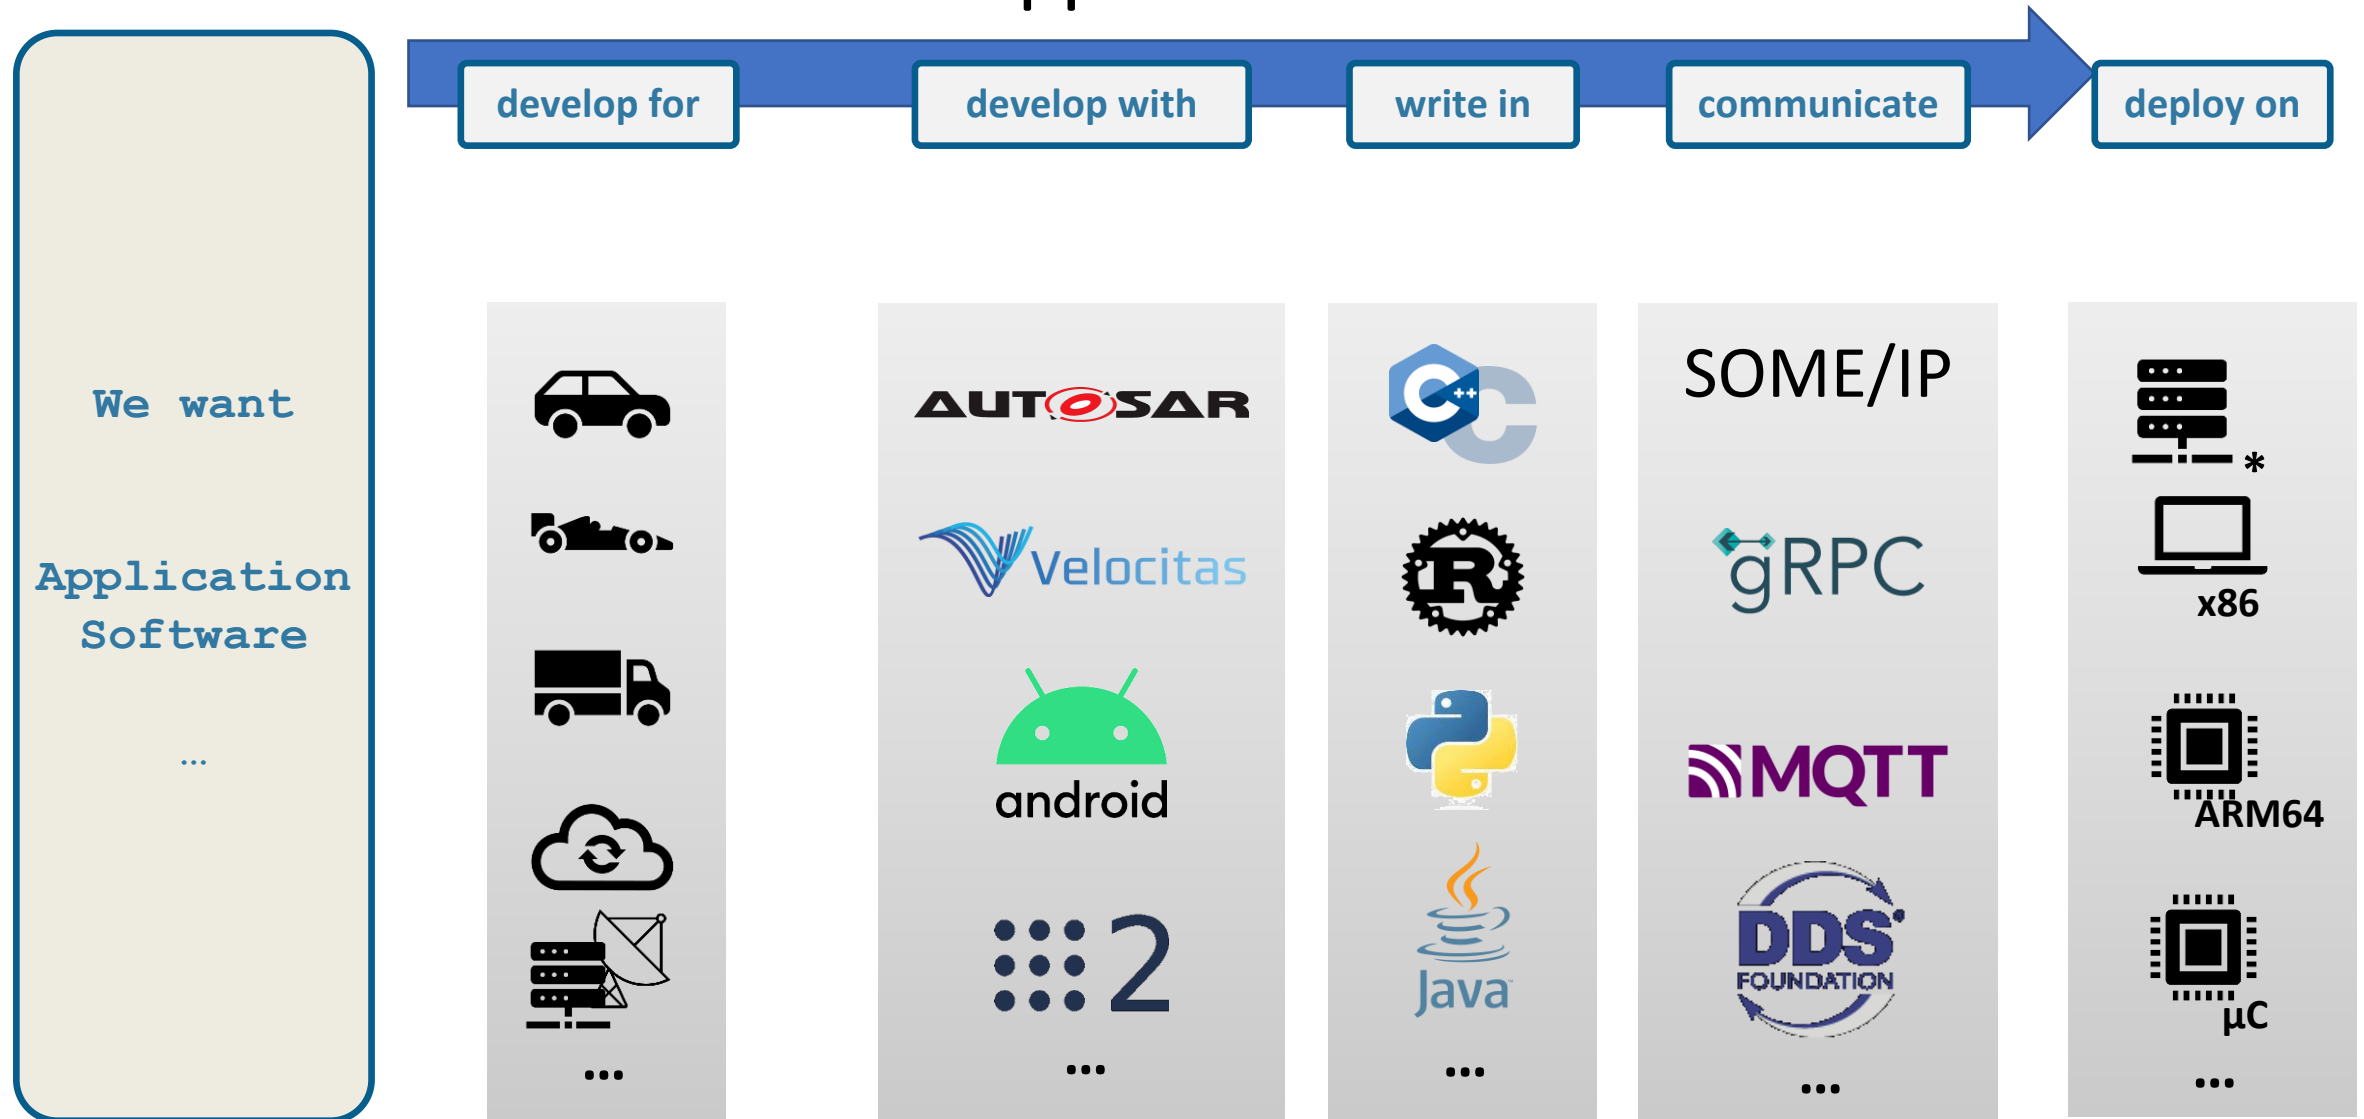 develop for
develop with
write in
communicate
deploy on
We want
Application
Software
...
...
AUTOSAR
Velocitas
android
2
...
C++
C
R
Java
...
SOME/IP
gRPC
MQTT
DDS
FOUNDATION
...
*
x86
ARM64
µC
...